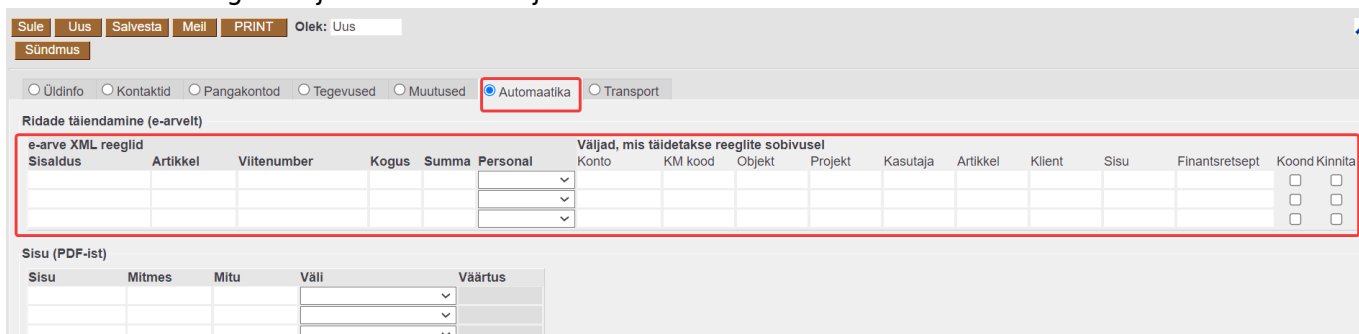 Sule Uus Salvesta Meil PRINT Olek: Uus
Sündmus
Üldinfo Kontaktid Pangakontod Tegevused Muutused Automaatika Transport
Ridade täiendamine (e-arvelt)
e-arve XML reeglid Väljad, mis täidetakse reeglite sobivusel
Sisaldus Artikkel Viitenumber Kogus Summa Personal Konto KM kood Objekt Projekt Kasutaja Artikkel Klient Sisu Finantsretsept Koond Kinnita
Sisu (PDF-ist)
Sisu Mitmes Mitu Väli Väärtus